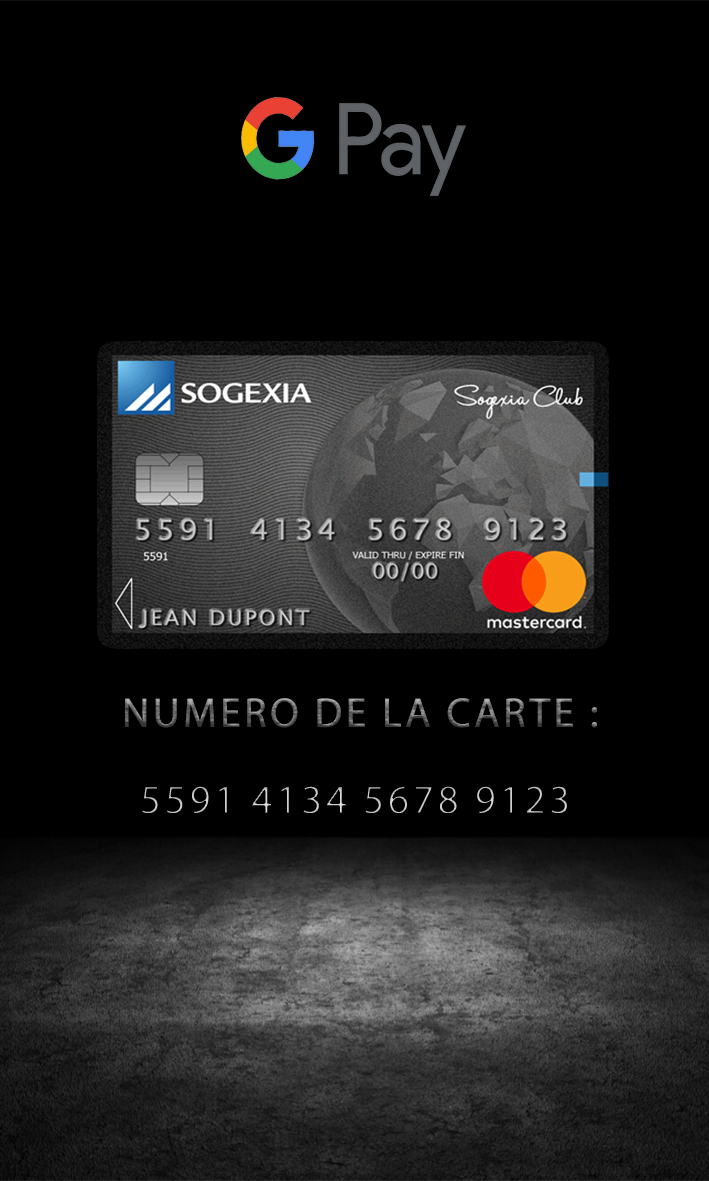 G Pay
SOGEXIA
Sogexia Club
5591 4134 5678 9123
5591
VALID THRU / EXPIRE FIN
00/00
JEAN DUPONT
mastercard.
NUMERO DE LA CARTE :
5591 4134 5678 9123